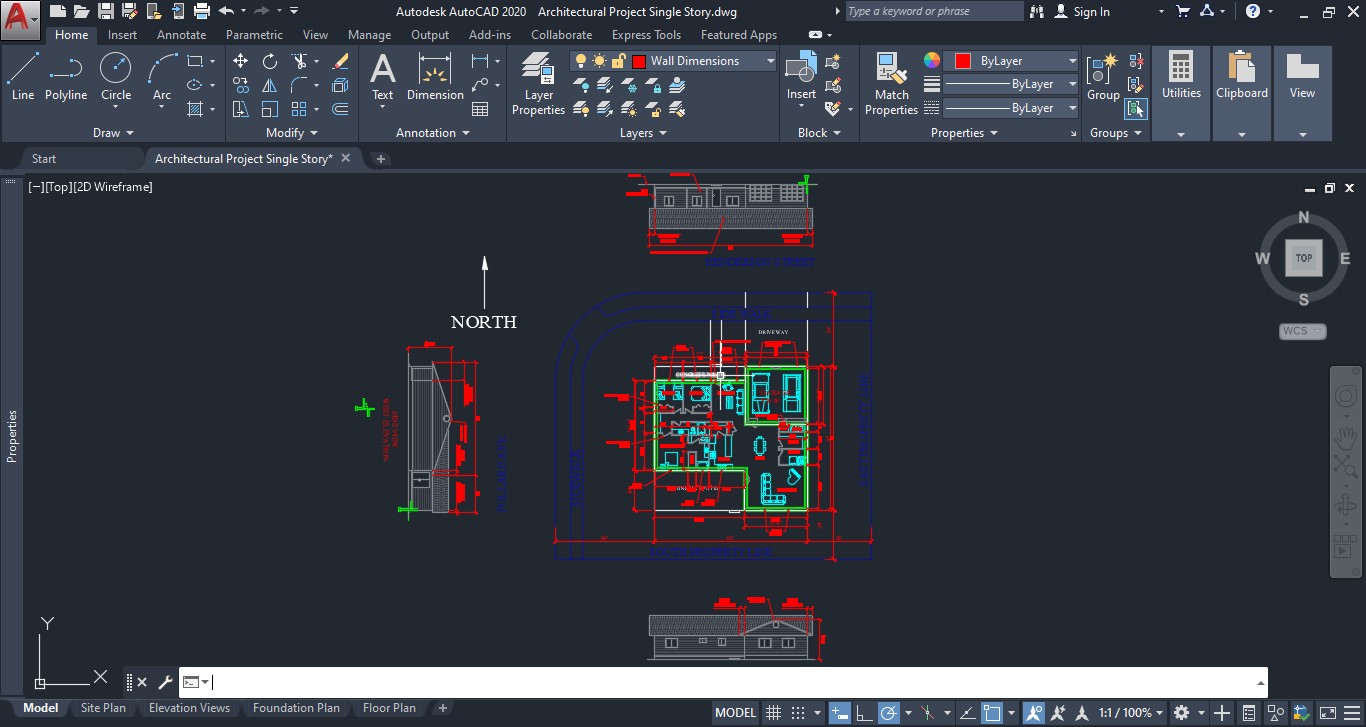 Autodesk AutoCAD 2020 Architectural Project Single Story.dwg
Type a keyword or phrase
Sign In
Home Insert Annotate Parametric View Manage Output Add-ins Collaborate Express Tools Featured Apps
Line Polyline Circle Arc
Text Dimension
Layer Properties
Wall Dimensions
Insert
Match Properties
ByLayer
ByLayer
ByLayer
Group
Utilities
Clipboard
View
Draw Modify Annotation Layers Block Properties Groups
Start Architectural Project Single Story*
[−][Top][2D Wireframe]
N
W TOP E
S
WCS
NORTH
DRIVEWAY
Properties
Y
X
Model Site Plan Elevation Views Foundation Plan Floor Plan
MODEL 1:1 / 100%